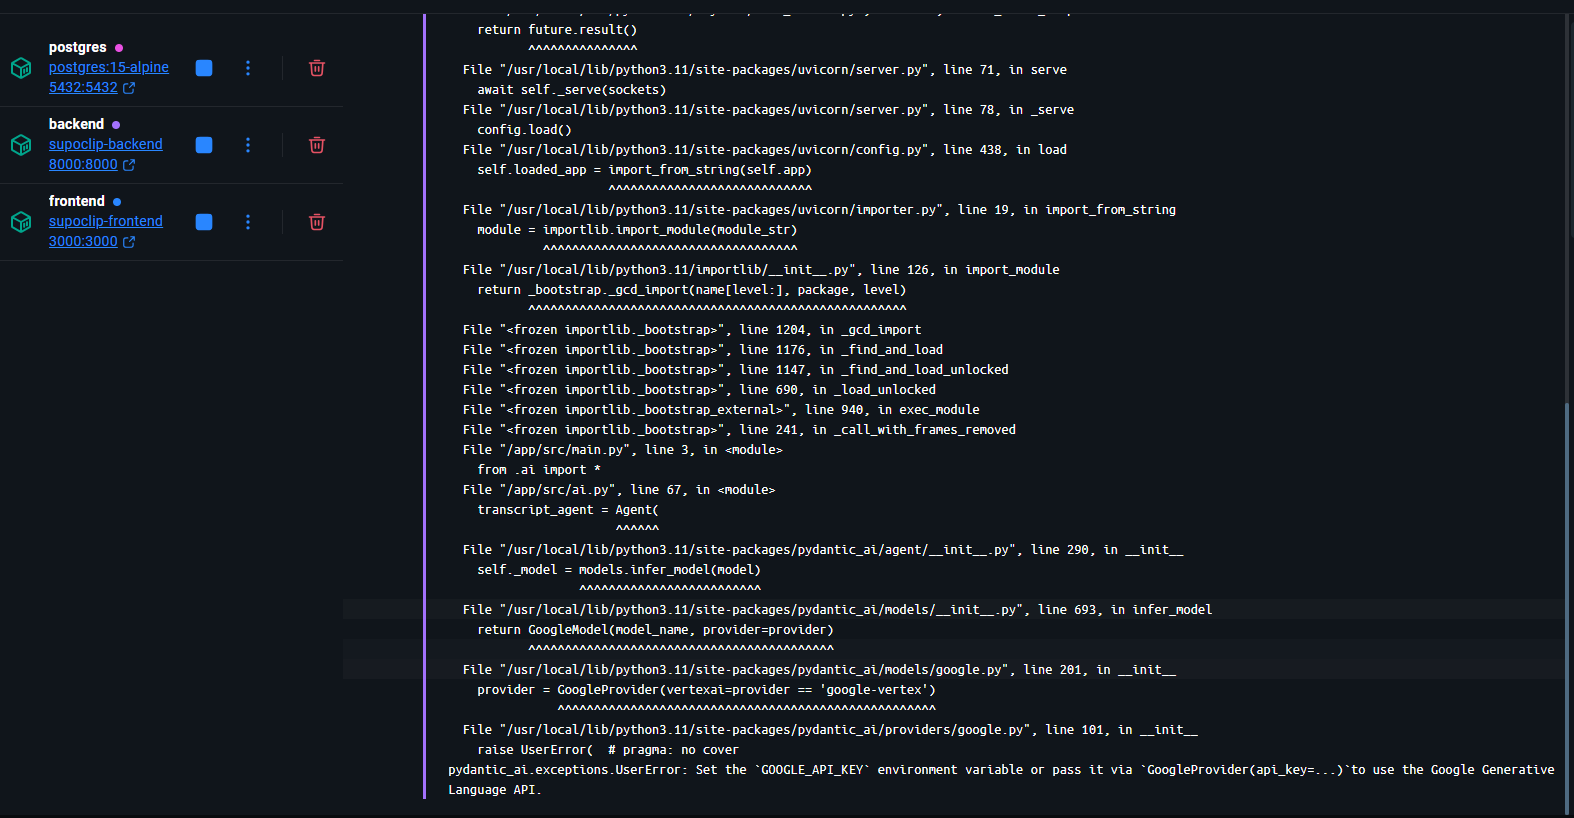 postgres
postgres:15-alpine
5432:5432
backend
supoclip-backend
8000:8000
frontend
supoclip-frontend
3000:3000
return future.result()
^^^^^^^^^^^^^^^
File "/usr/local/lib/python3.11/site-packages/uvicorn/server.py", line 71, in serve
await self._serve(sockets)
File "/usr/local/lib/python3.11/site-packages/uvicorn/server.py", line 78, in _serve
config.load()
File "/usr/local/lib/python3.11/site-packages/uvicorn/config.py", line 438, in load
self.loaded_app = import_from_string(self.app)
^^^^^^^^^^^^^^^^^^^^^^^^^^^^
File "/usr/local/lib/python3.11/site-packages/uvicorn/importer.py", line 19, in import_from_string
module = importlib.import_module(module_str)
^^^^^^^^^^^^^^^^^^^^^^^^^^^^^^^^^^^
File "/usr/local/lib/python3.11/importlib/__init__.py", line 126, in import_module
return _bootstrap._gcd_import(name[level:], package, level)
^^^^^^^^^^^^^^^^^^^^^^^^^^^^^^^^^^^^^^^^^^^^^^^^^^^^
File "<frozen importlib._bootstrap>", line 1204, in _gcd_import
File "<frozen importlib._bootstrap>", line 1176, in _find_and_load
File "<frozen importlib._bootstrap>", line 1147, in _find_and_load_unlocked
File "<frozen importlib._bootstrap>", line 690, in _load_unlocked
File "<frozen importlib._bootstrap_external>", line 940, in exec_module
File "<frozen importlib._bootstrap>", line 241, in _call_with_frames_removed
File "/app/src/main.py", line 3, in <module>
from .ai import *
File "/app/src/ai.py", line 67, in <module>
transcript_agent = Agent(
^^^^^^
File "/usr/local/lib/python3.11/site-packages/pydantic_ai/agent/__init__.py", line 290, in __init__
self._model = models.infer_model(model)
^^^^^^^^^^^^^^^^^^^^^^^^^
File "/usr/local/lib/python3.11/site-packages/pydantic_ai/models/__init__.py", line 693, in infer_model
return GoogleModel(model_name, provider=provider)
^^^^^^^^^^^^^^^^^^^^^^^^^^^^^^^^^^^^^^^^^^
File "/usr/local/lib/python3.11/site-packages/pydantic_ai/models/google.py", line 201, in __init__
provider = GoogleProvider(vertexai=provider == 'google-vertex')
^^^^^^^^^^^^^^^^^^^^^^^^^^^^^^^^^^^^^^^^^^^^^^^^^^^^
File "/usr/local/lib/python3.11/site-packages/pydantic_ai/providers/google.py", line 101, in __init__
raise UserError(  # pragma: no cover
pydantic_ai.exceptions.UserError: Set the `GOOGLE_API_KEY` environment variable or pass it via `GoogleProvider(api_key=...)`to use the Google Generative
Language API.